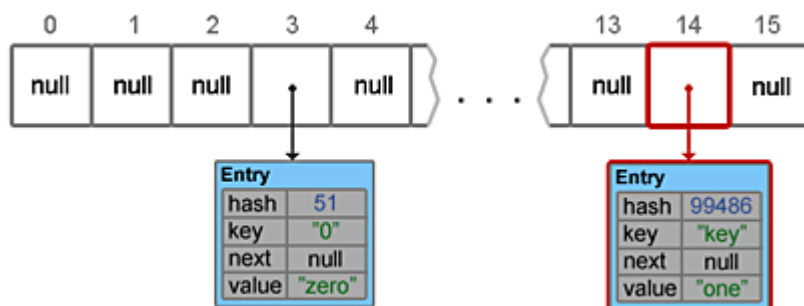 0 1 2 3 4 13 14 15
null null null null . . . null null
Entry
hash 51
key "0"
next null
value "zero"
Entry
hash 99486
key "key"
next null
value "one"